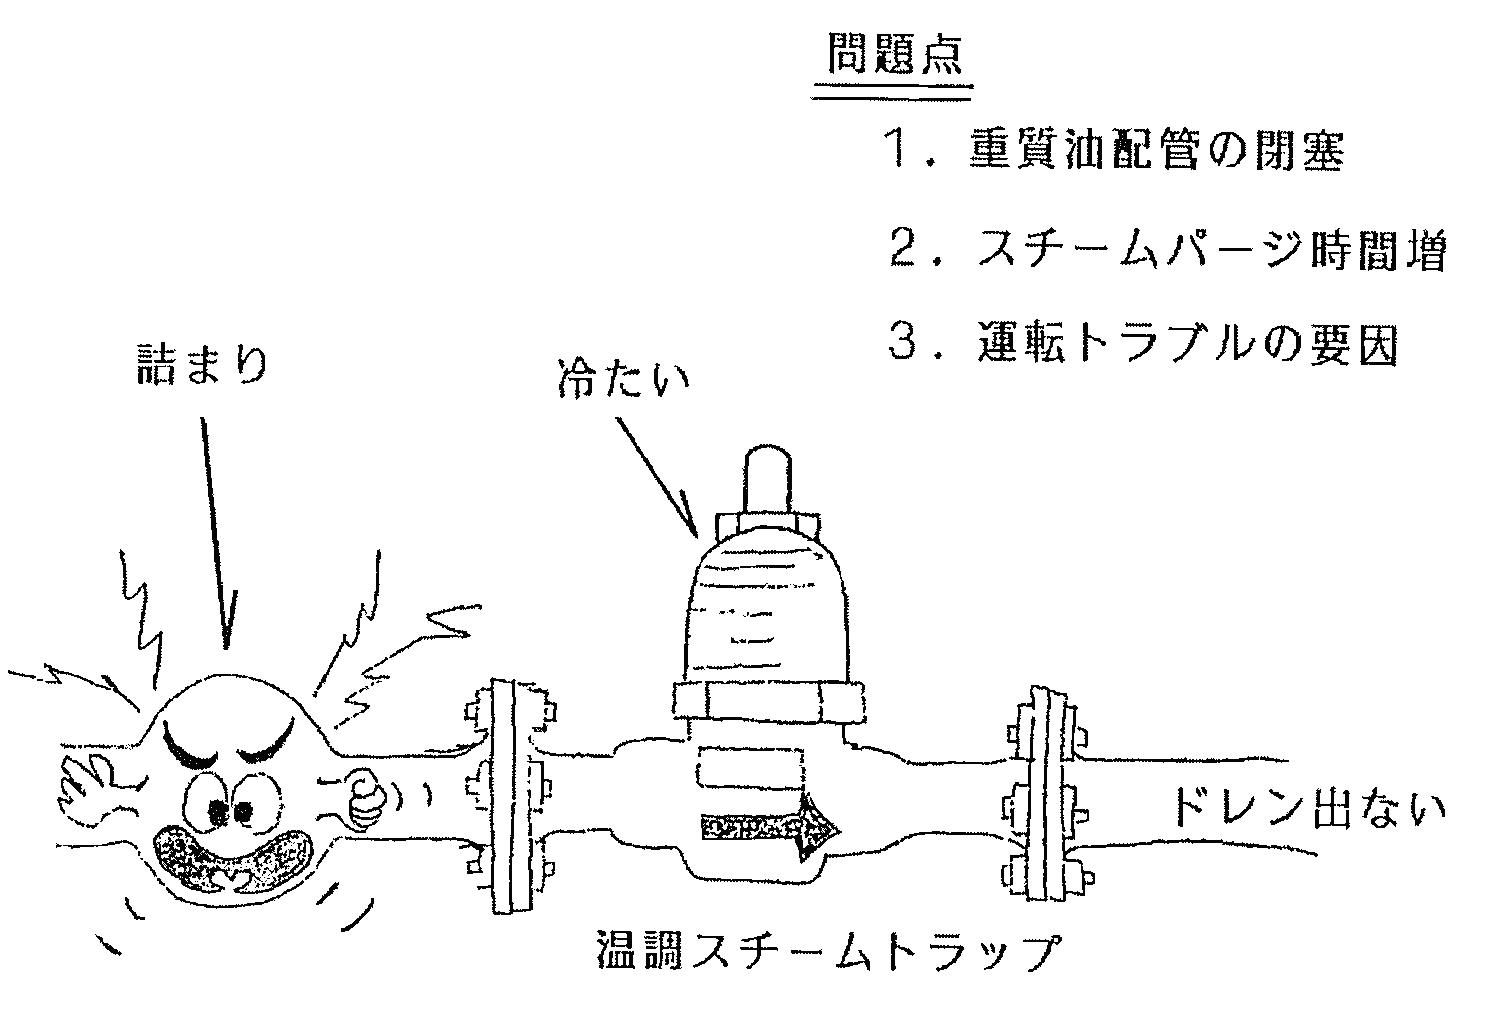 問題点
1. 重質油配管の閉塞
2. スチームパージ時間増
3. 運転トラブルの要因
詰まり
冷たい
ドレン出ない
温調スチームトラップ